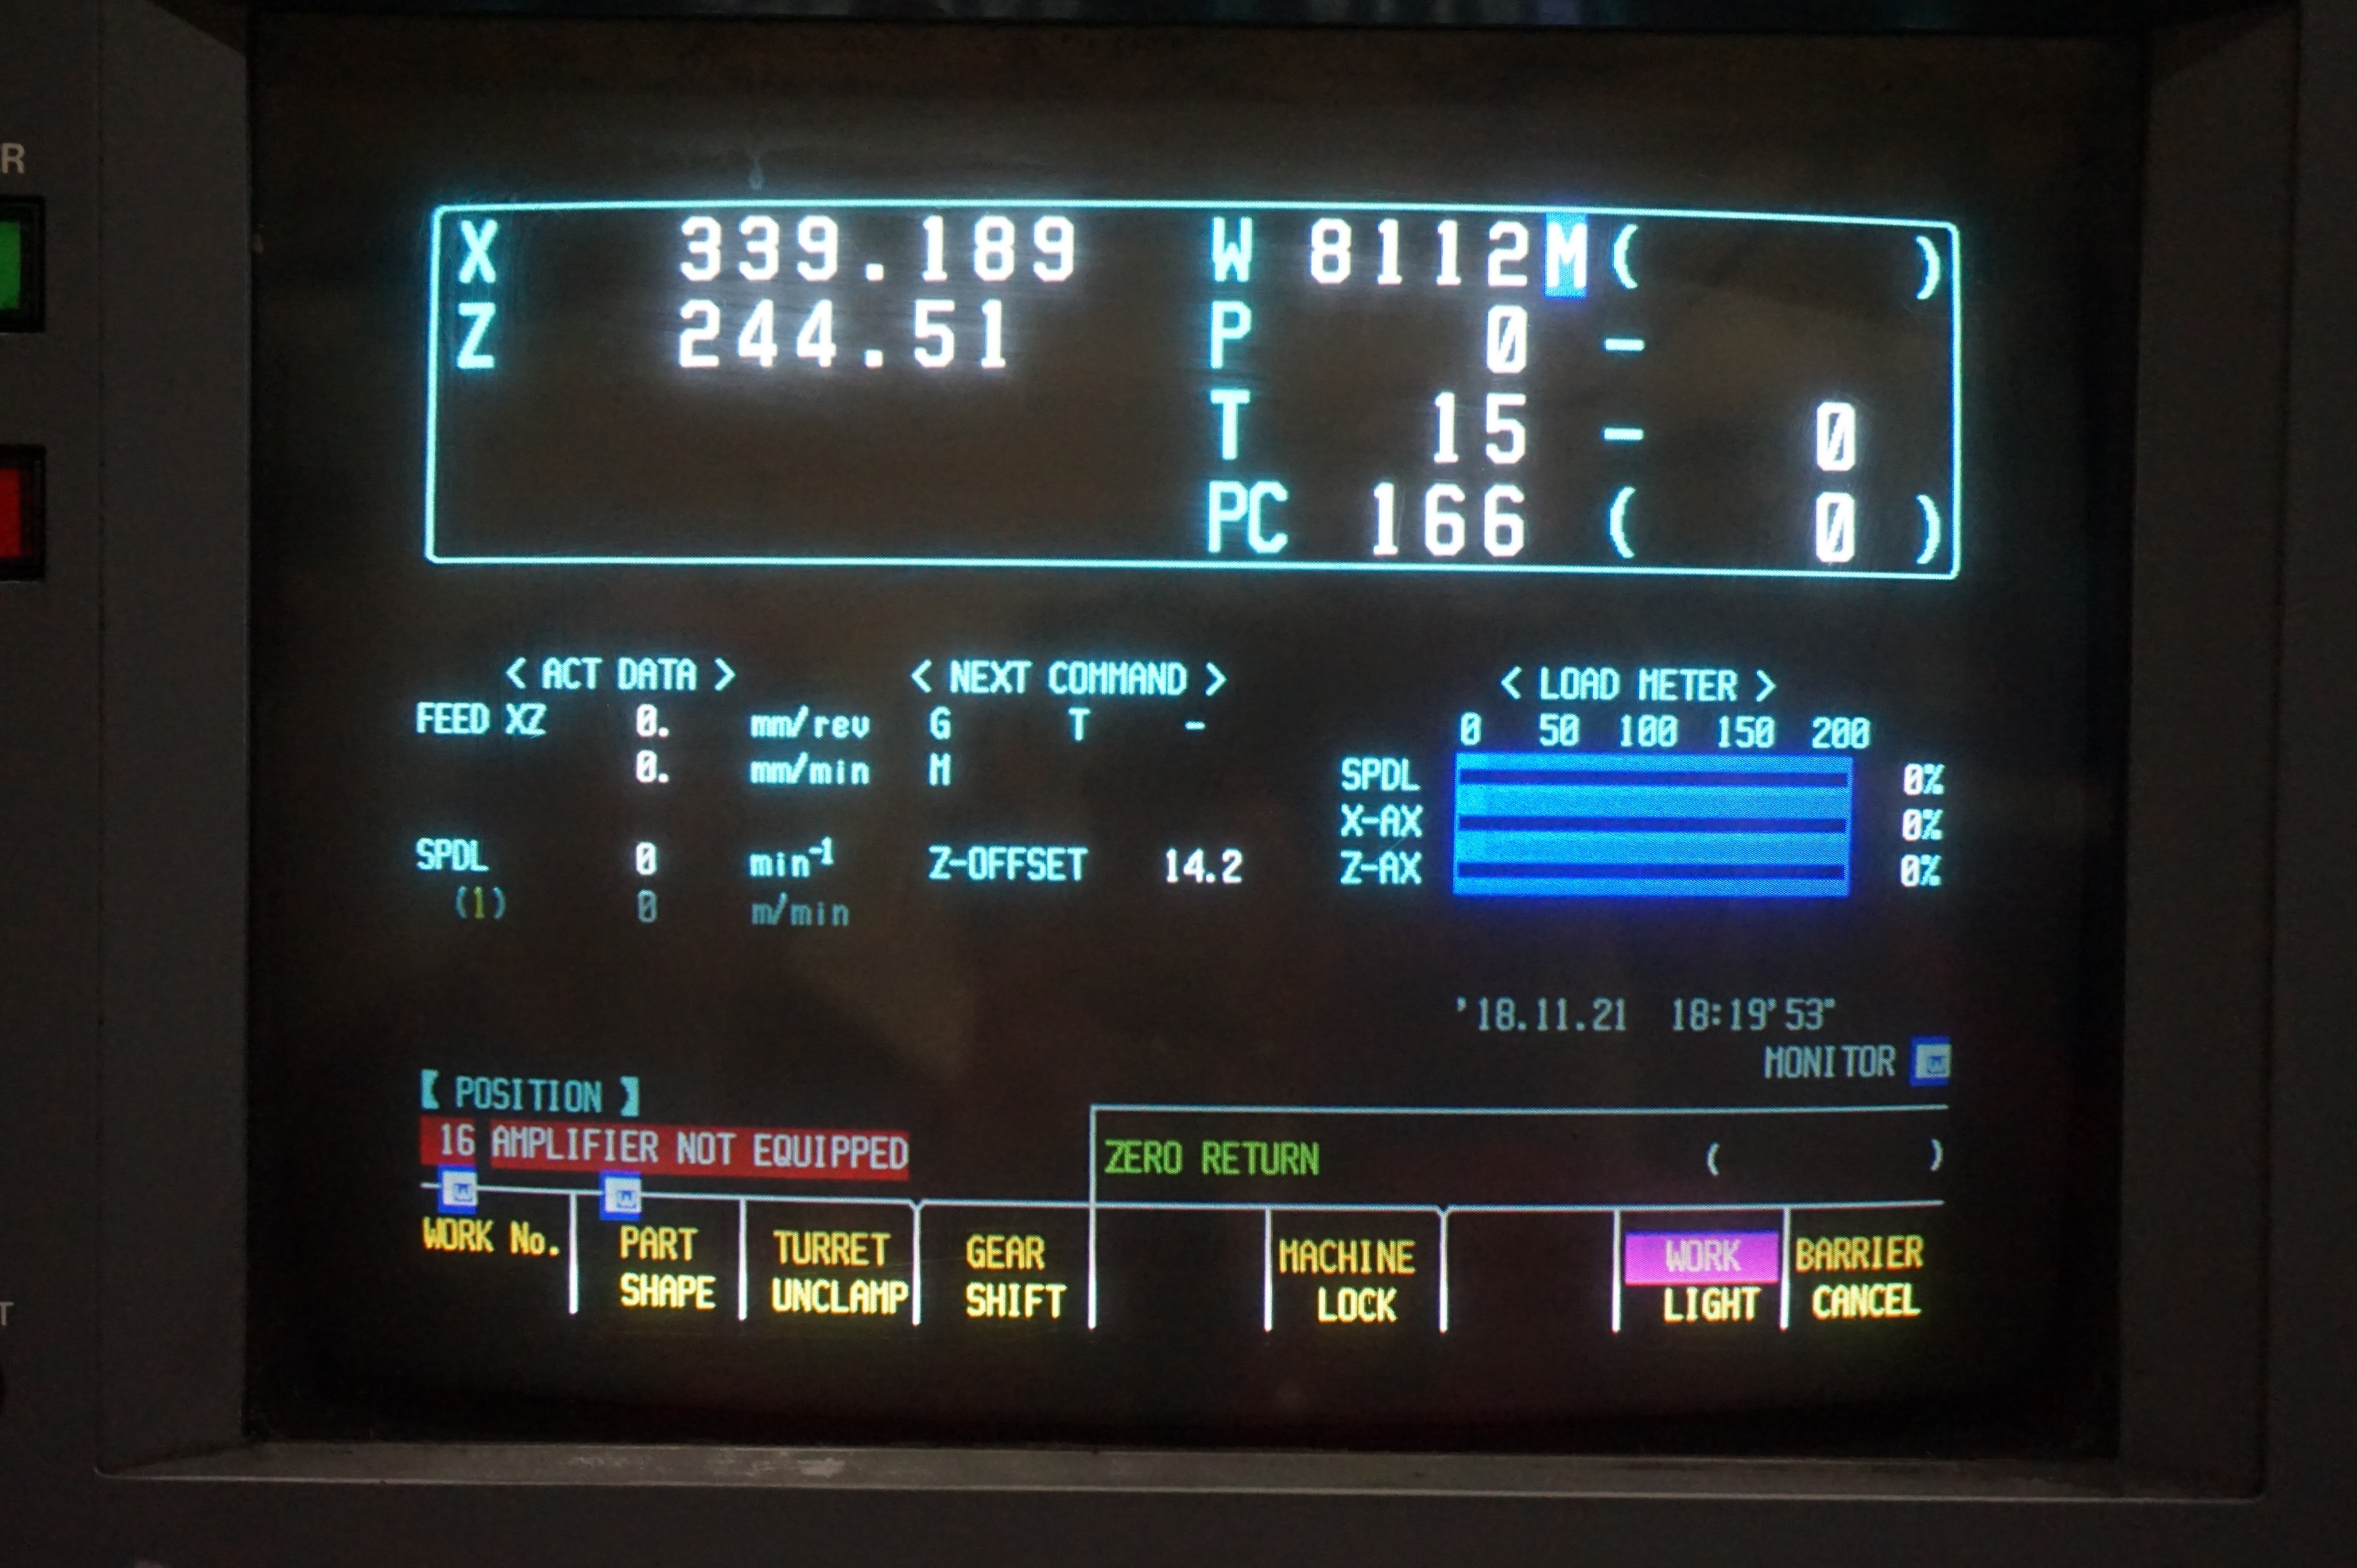 R
X 339.189 W 8112M( )
Z 244.51 P 0 -
T 15 - 0
PC 166 ( 0 )
< ACT DATA > < NEXT COMMAND > < LOAD METER >
FEED XZ 0. mm/rev G T - 0 50 100 150 200
0. mm/min M SPDL 0%
X-AX 0%
SPDL 0 min⁻¹ Z-OFFSET 14.2 Z-AX 0%
(1) 0 m/min
'18.11.21 18:19'53"
MONITOR W
【 POSITION 】
16 AMPLIFIER NOT EQUIPPED ZERO RETURN ( )
W W
WORK No. PART TURRET GEAR MACHINE WORK BARRIER
SHAPE UNCLAMP SHIFT LOCK LIGHT CANCEL
T